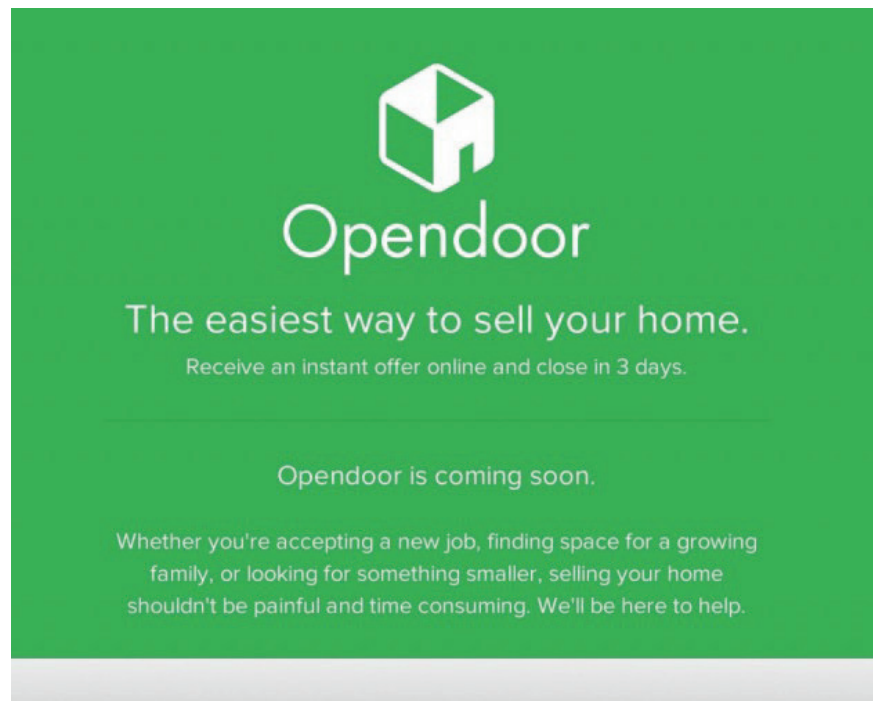 Opendoor
The easiest way to sell your home.
Receive an instant offer online and close in 3 days.
Opendoor is coming soon.
Whether you're accepting a new job, finding space for a growing
family, or looking for something smaller, selling your home
shouldn't be painful and time consuming. We'll be here to help.